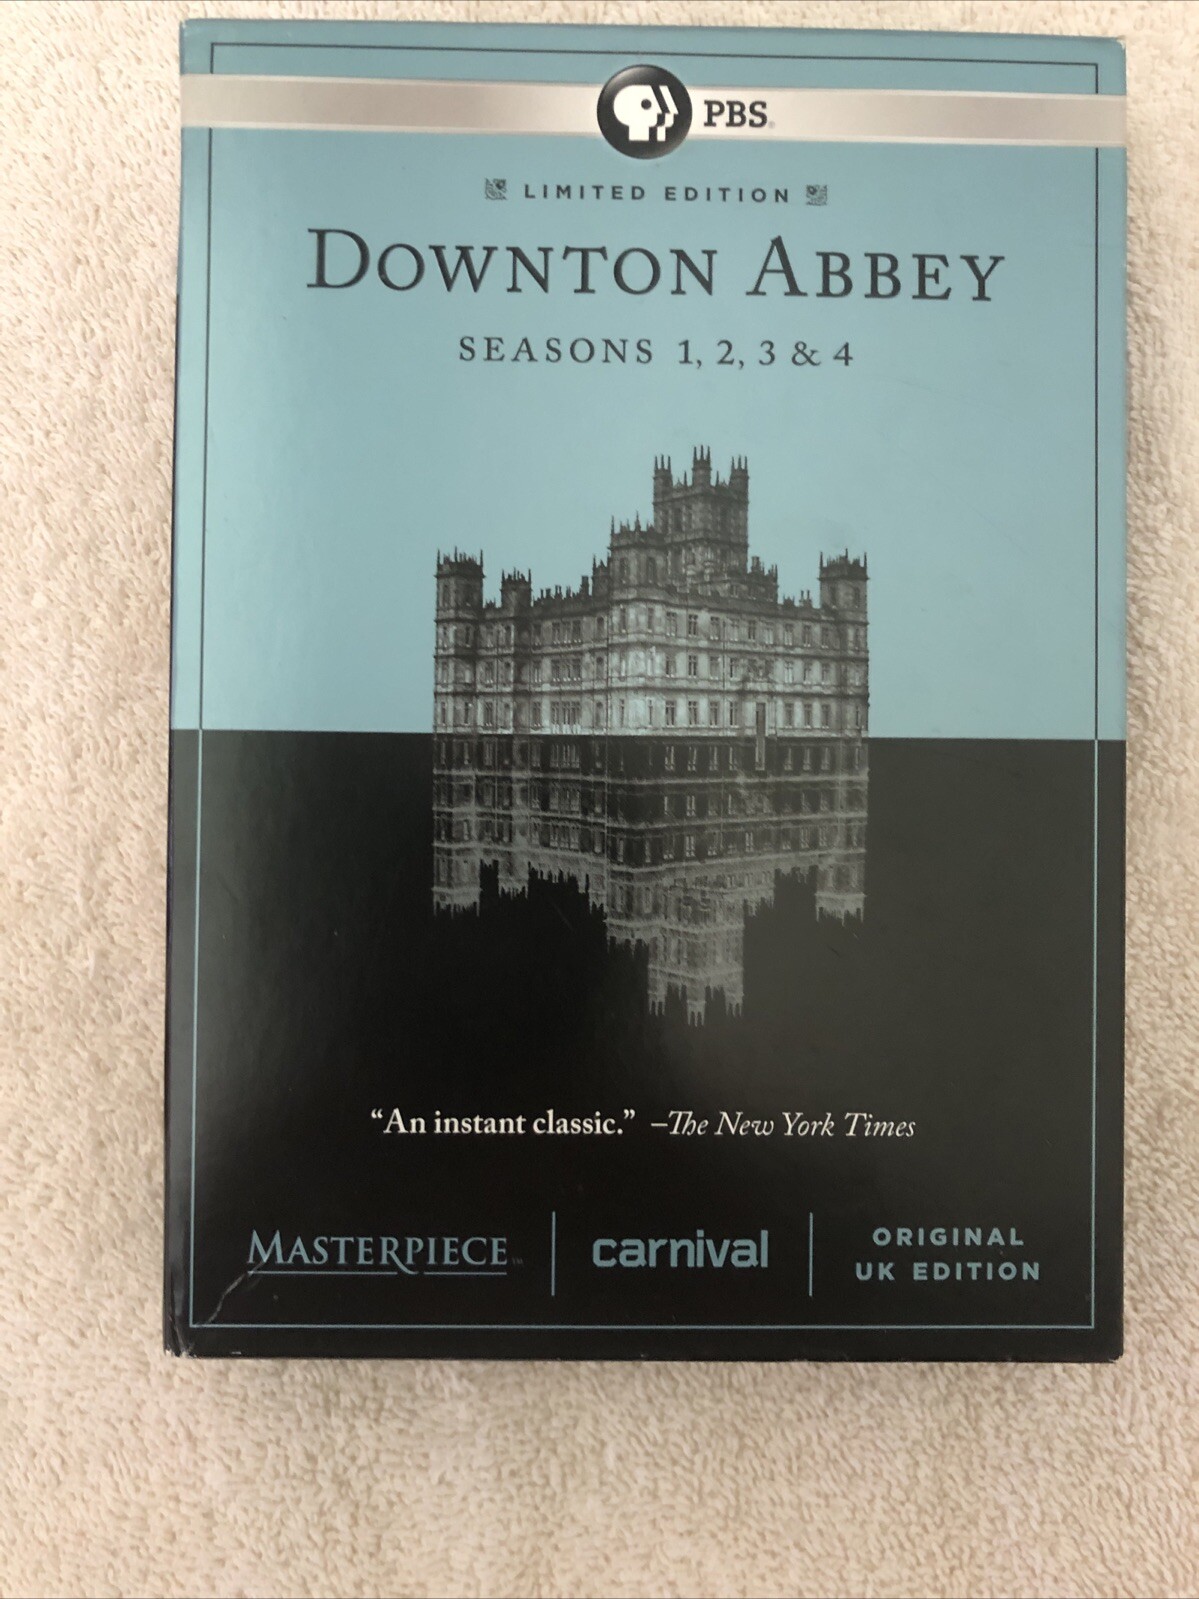 PBS.
LIMITED EDITION
DOWNTON ABBEY
SEASONS 1, 2, 3 & 4
“An instant classic.” –The New York Times
MASTERPIECE™
carnival
ORIGINAL
UK EDITION